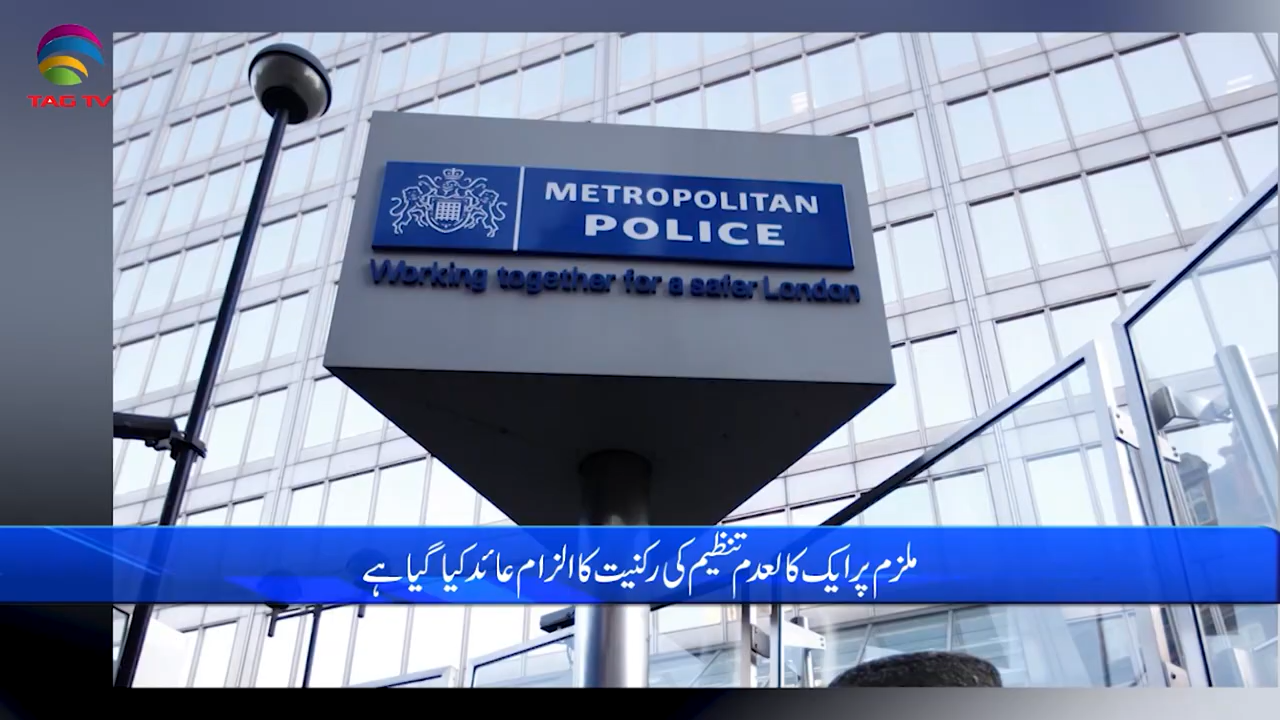 TAG TV
METROPOLITAN
POLICE
Working together for a safer London
ملزم پر ایک کالعدم تنظیم کی رکنیت کا الزام عائد کیا گیا ہے